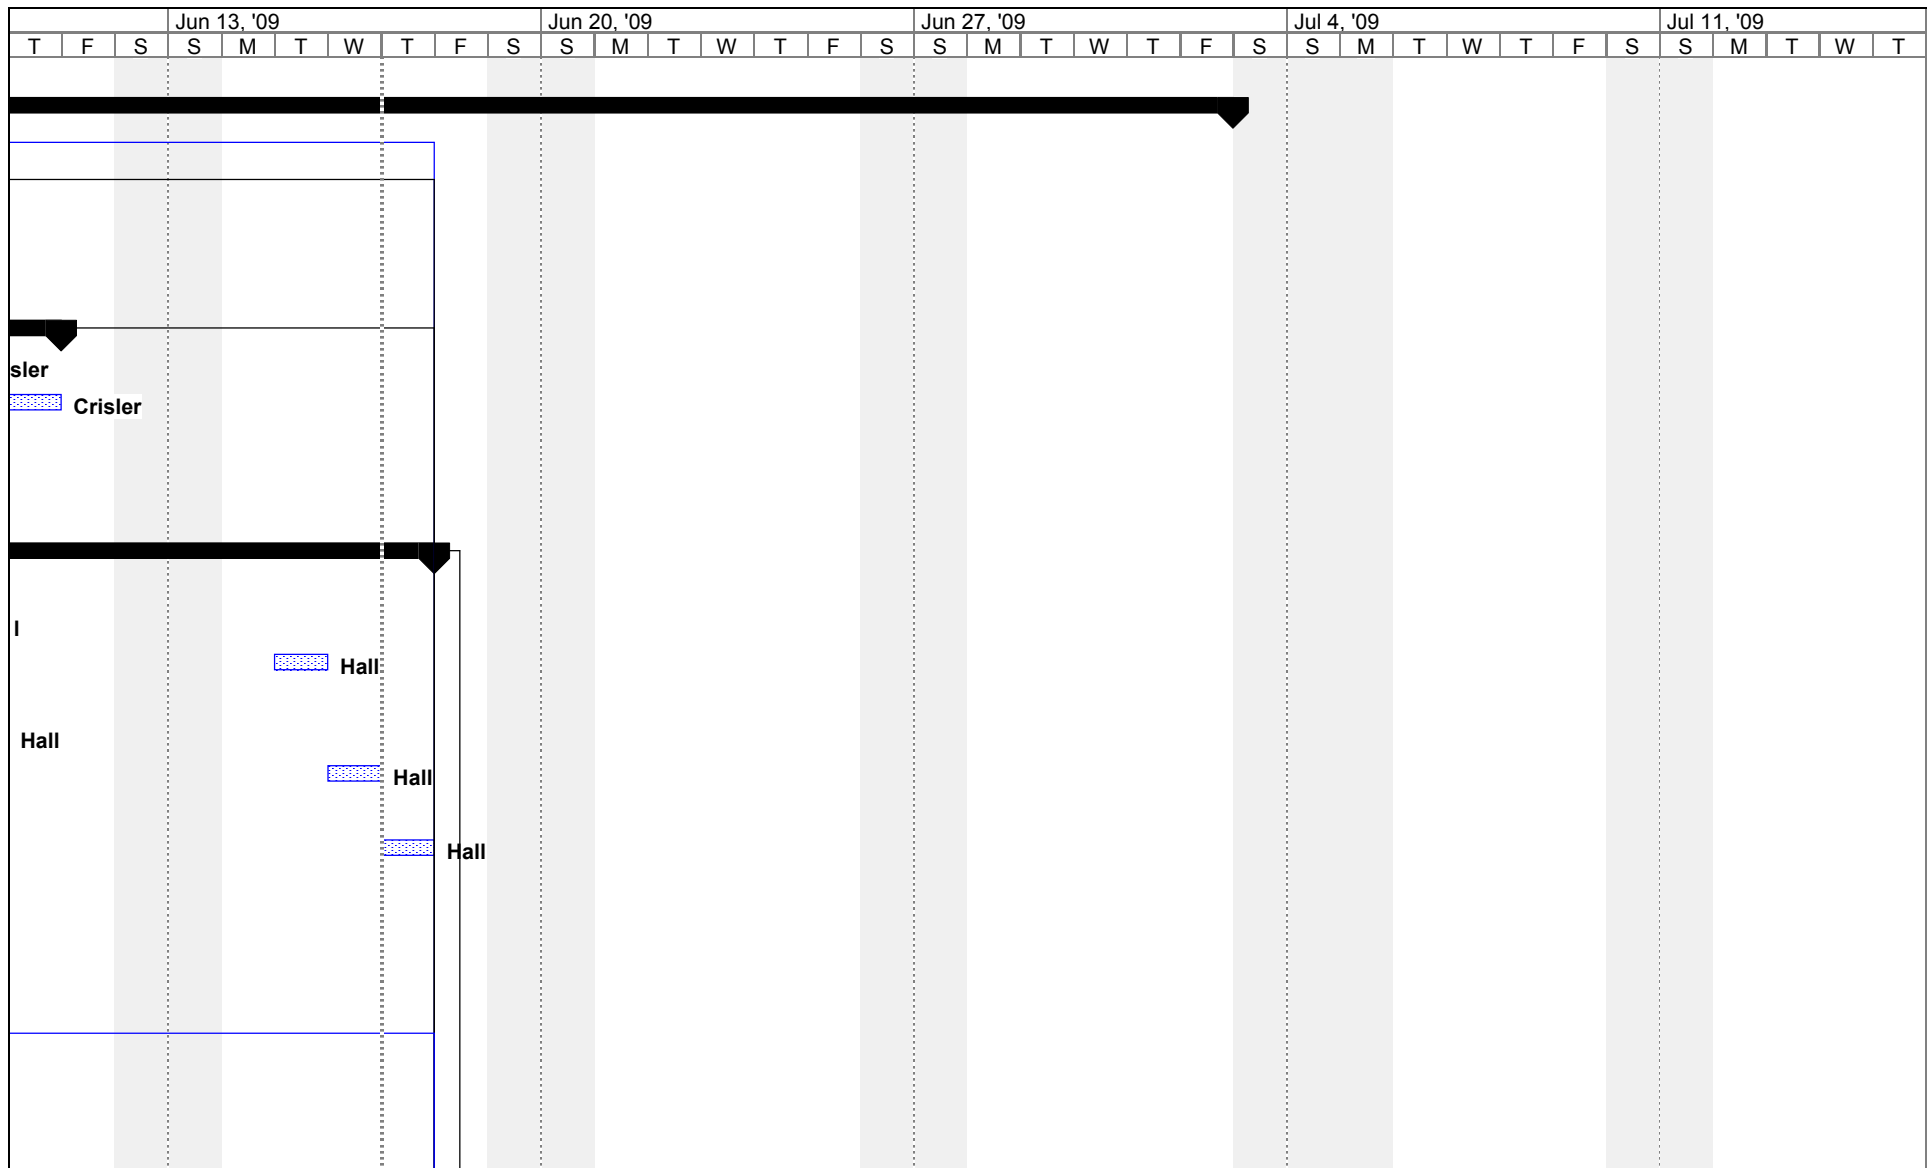 Jun 13, '09 Jun 20, '09 Jun 27, '09 Jul 4, '09 Jul 11, '09
T F S S M T W T F S S M T W T F S S M T W T F S S M T W T F S S M T W T
sler
Crisler
l
Hall
Hall
Hall
Hall